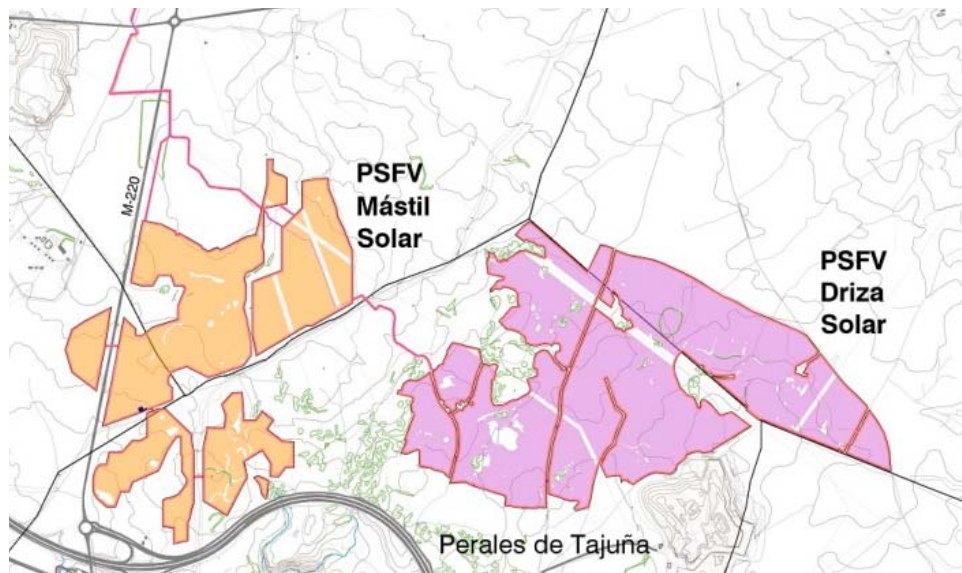 M-220
PSFV
Mástil
Solar
PSFV
Driza
Solar
Perales de Tajuña